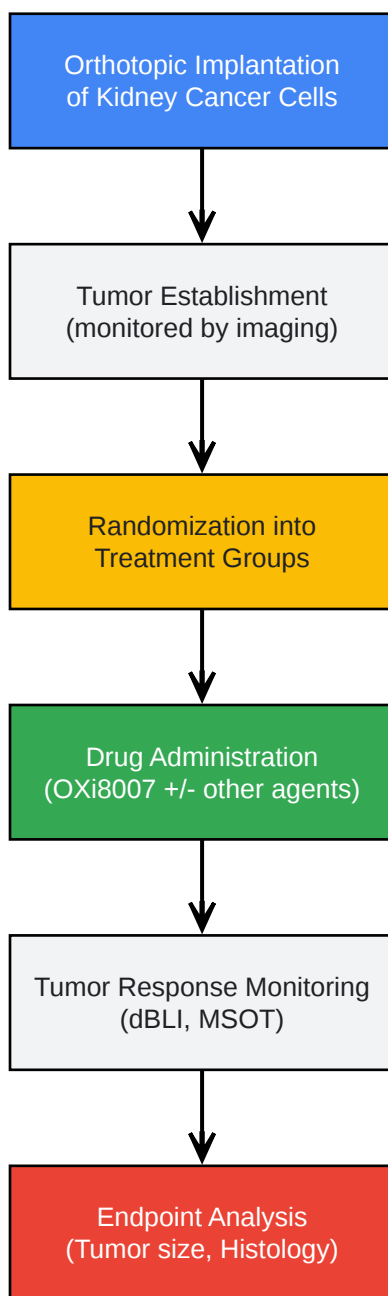 Orthotopic Implantation
of Kidney Cancer Cells
Tumor Establishment
(monitored by imaging)
Randomization into
Treatment Groups
Drug Administration
(OXi8007 +/- other agents)
Tumor Response Monitoring
(dBLI, MSOT)
Endpoint Analysis
(Tumor size, Histology)